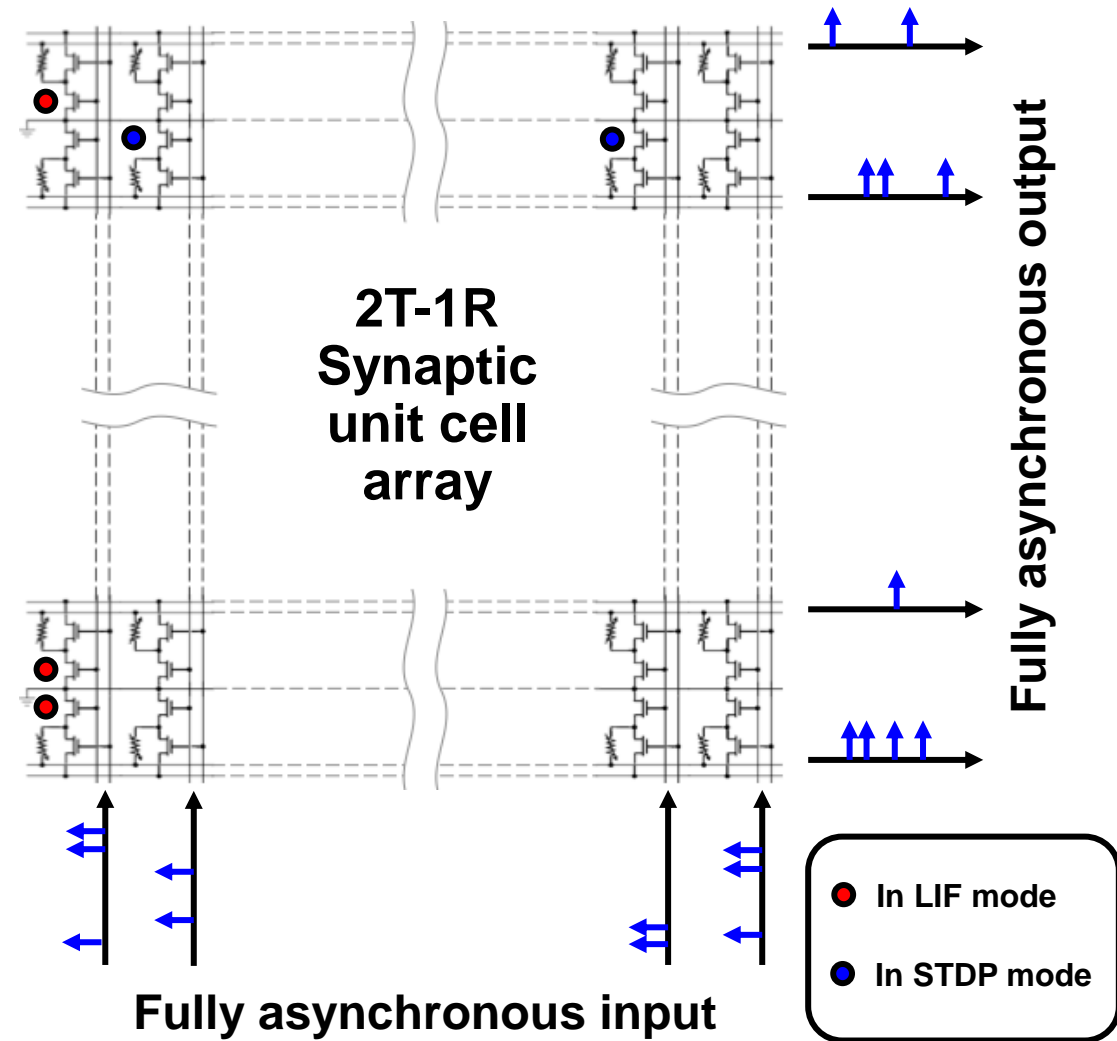 2T-1R
Synaptic
unit cell
array
Fully asynchronous output
In LIF mode
In STDP mode
Fully asynchronous input